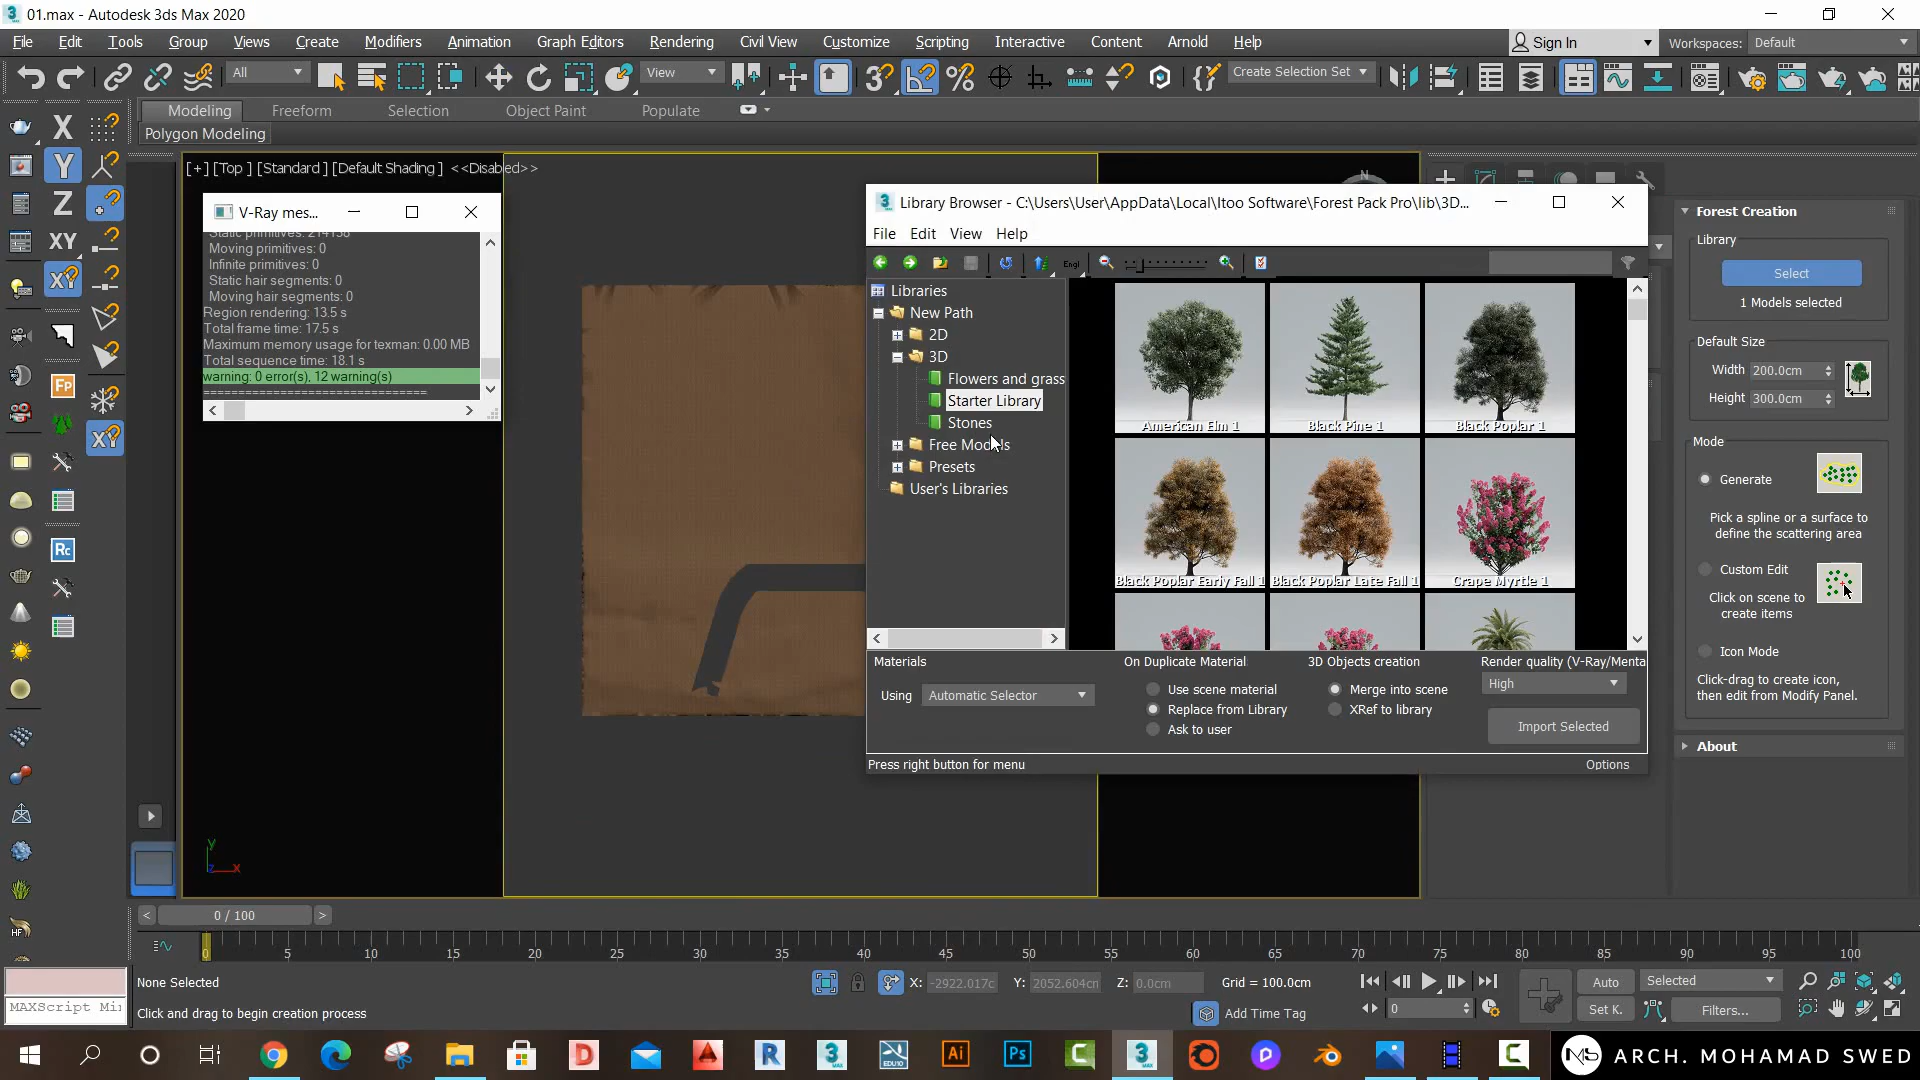 01.max - Autodesk 3ds Max 2020
File Edit Tools Group Views Create Modifiers Animation Graph Editors Rendering Civil View Customize Scripting Interactive Content Arnold Help
Sign In
Workspaces: Default
All
View
Create Selection Set
Modeling Freeform Selection Object Paint Populate
Polygon Modeling
X
Y
Z
XY
[+] [Top ] [Standard ] [Default Shading ] <<Disabled>>
V-Ray mes...
Static primitives: 214138
Moving primitives: 0
Infinite primitives: 0
Static hair segments: 0
Moving hair segments: 0
Region rendering: 13.5 s
Total frame time: 17.5 s
Maximum memory usage for texman: 0.00 MB
Total sequence time: 18.1 s
warning: 0 error(s), 12 warning(s)
==============================
Library Browser - C:\Users\User\AppData\Local\Itoo Software\Forest Pack Pro\lib\3D...
File Edit View Help
Engl
Libraries
New Path
2D
3D
Flowers and grass
Starter Library
Stones
Free Models
Presets
User's Libraries
American Elm 1
Black Pine 1
Black Poplar 1
Black Poplar Early Fall 1
Black Poplar Late Fall 1
Grape Myrtle 1
Materials
Using Automatic Selector
On Duplicate Material
Use scene material
Replace from Library
Ask to user
3D Objects creation
Merge into scene
XRef to library
Render quality (V-Ray/Menta
High
Import Selected
Press right button for menu
Options
Forest Creation
Library
Select
1 Models selected
Default Size
Width 200.0cm
Height 300.0cm
Mode
Generate
Pick a spline or a surface to
define the scattering area
Custom Edit
Click on scene to
create items
Icon Mode
Click-drag to create icon,
then edit from Modify Panel.
About
Fp
Rc
XY
HF
N
y
z
x
< 0 / 100 >
0 5 10 15 20 25 30 35 40 45 50 55 60 65 70 75 80 85 90 95 100
MAXScript Mi
None Selected
Click and drag to begin creation process
X: -2922.017c Y: 2052.604cn Z: 0.0cm Grid = 100.0cm
Add Time Tag
0
Auto
Set K.
Selected
Filters...
ARCH. MOHAMAD SWED